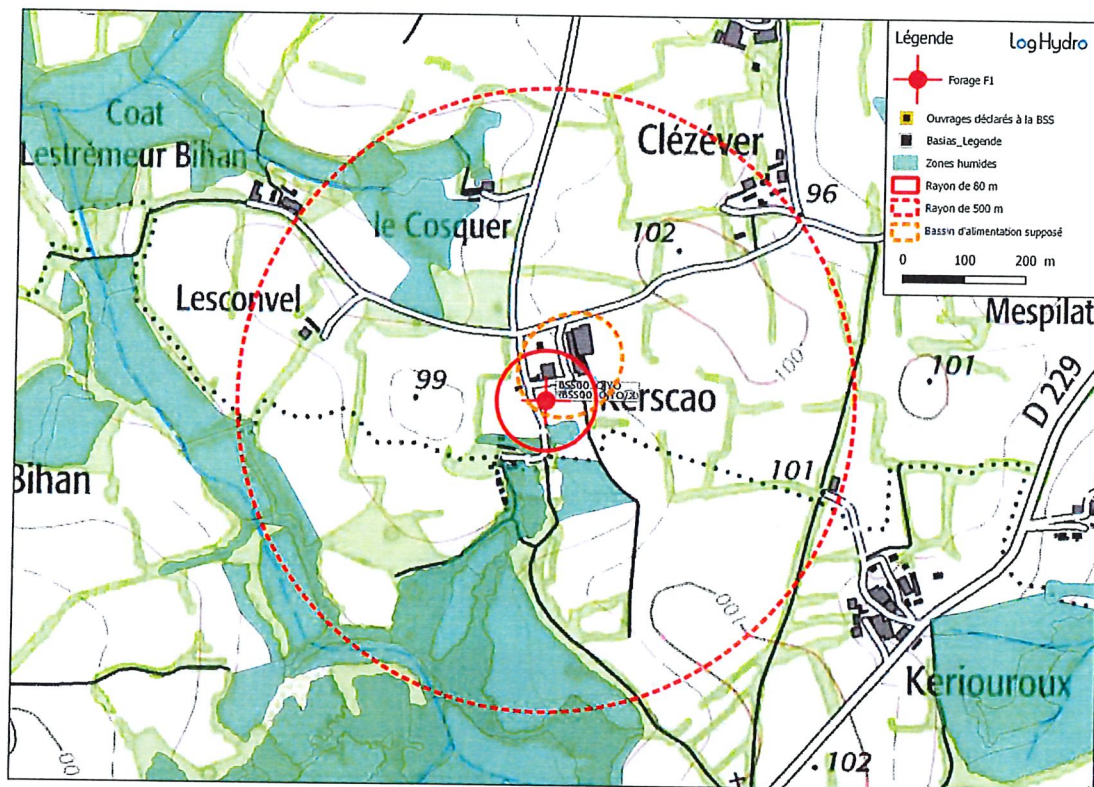 Légende
LogHydro
Forage F1
Ouvrages déclarés à la BSS
Basias_Legende
Zones humides
Rayon de 80 m
Rayon de 500 m
Bassin d'alimentation supposé
0 100 200 m
Coat
Lestrémeur Bihan
le Cosquer
Clézéver
96
102
Lesconvel
Mespilat
99
100
101
Kerscao
D 229
Bihan
101
100
Keriouroux
00
102